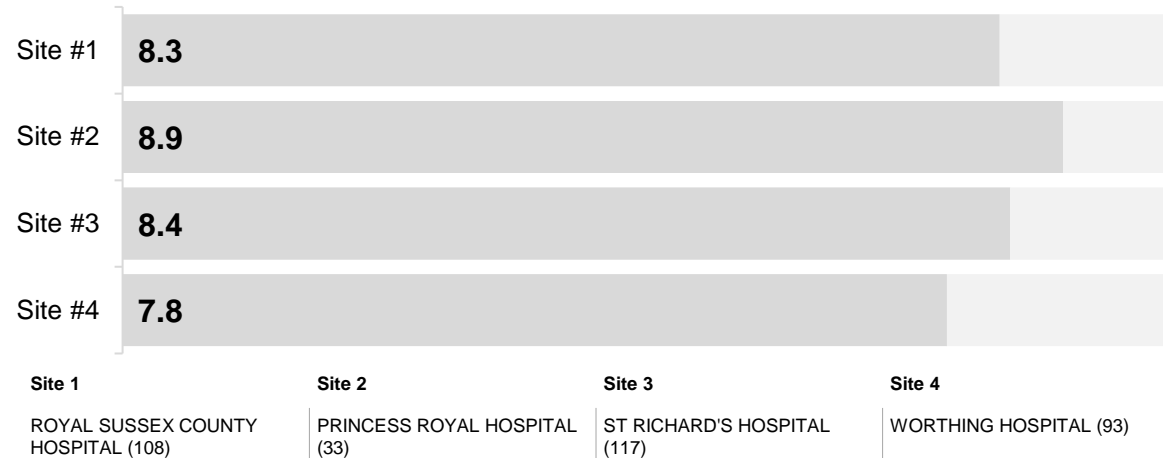 Site #1 8.3
Site #2 8.9
Site #3 8.4
Site #4 7.8
Site 1 Site 2 Site 3 Site 4
ROYAL SUSSEX COUNTY
HOSPITAL (108)
PRINCESS ROYAL HOSPITAL
(33)
ST RICHARD'S HOSPITAL
(117)
WORTHING HOSPITAL (93)